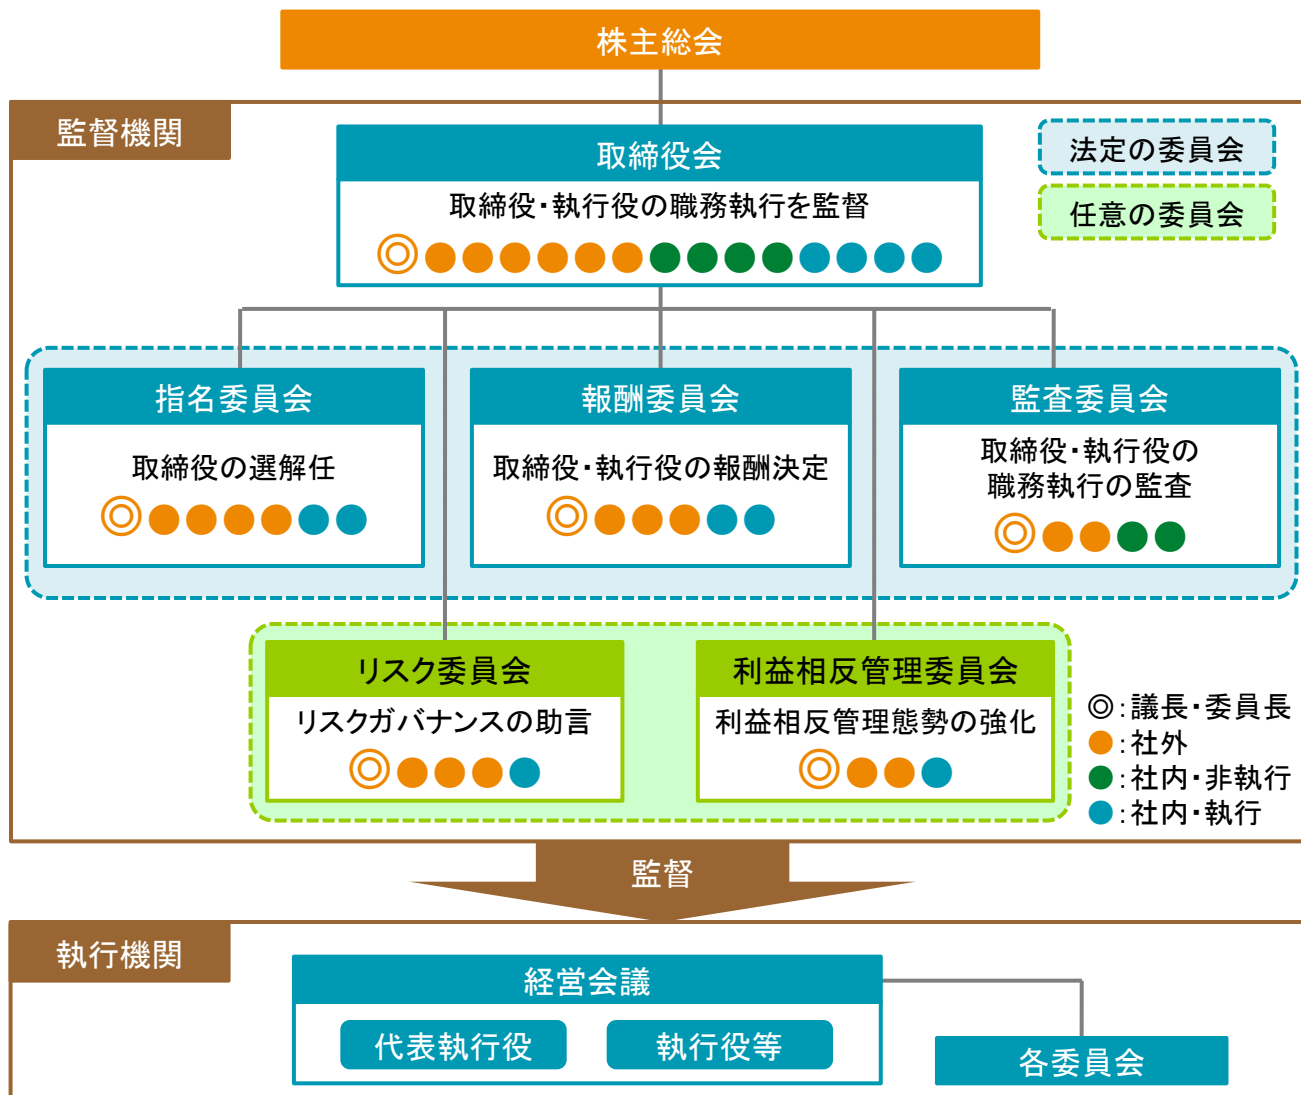 株主総会
監督機関
取締役会
取締役・執行役の職務執行を監督
法定の委員会
任意の委員会
指名委員会
取締役の選解任
報酬委員会
取締役・執行役の報酬決定
監査委員会
取締役・執行役の
職務執行の監査
リスク委員会
リスクガバナンスの助言
利益相反管理委員会
利益相反管理態勢の強化
◎:議長・委員長
●:社外
●:社内・非執行
●:社内・執行
監督
執行機関
経営会議
代表執行役
執行役等
各委員会